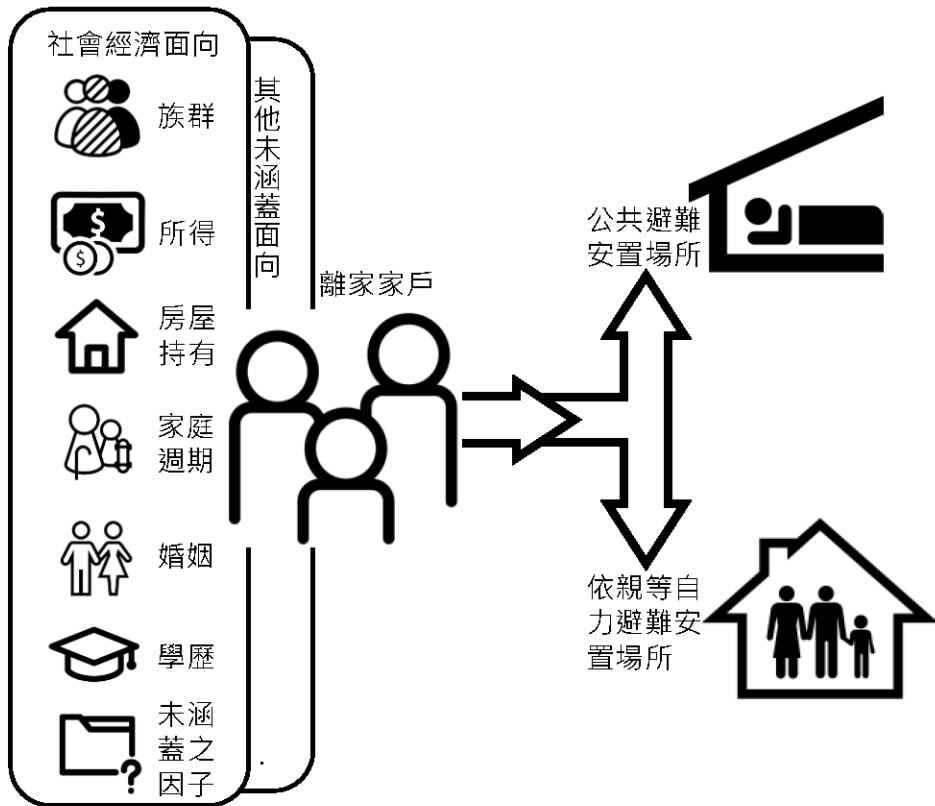 社會經濟面向
族群
所得
房屋
持有
家庭
週期
婚姻
學歷
未涵
蓋之
因子
其他未涵蓋面向
離家家戶
公共避難
安置場所
依親等自
力避難安
置場所
$
$
?
.